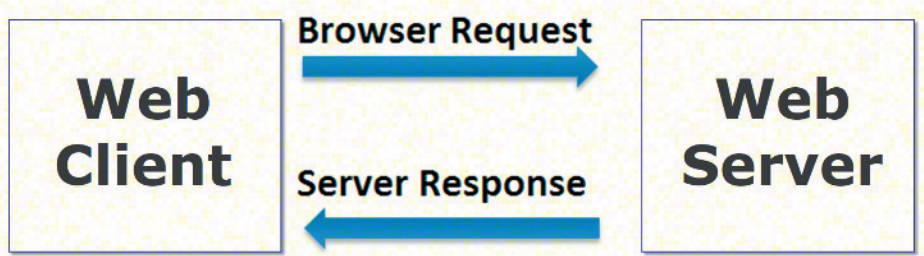 Browser Request
Web
Client
Web
Server
Server Response